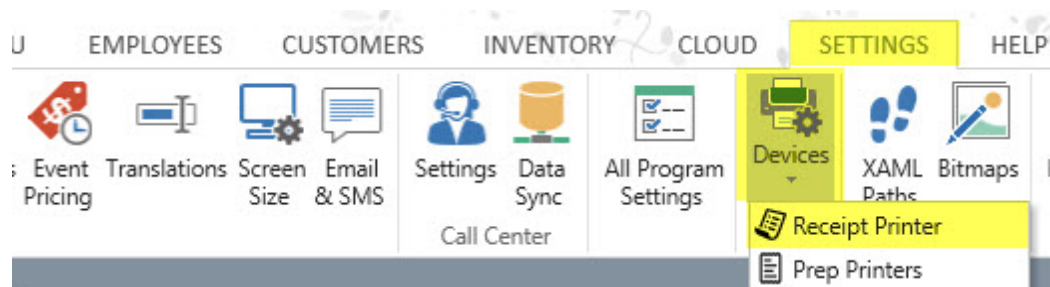 U EMPLOYEES CUSTOMERS INVENTORY CLOUD SETTINGS HELP
s Event Translations Screen Email Settings Data All Program Devices XAML Bitmaps
Pricing Size & SMS Sync Settings Paths
Call Center
Receipt Printer
Prep Printers